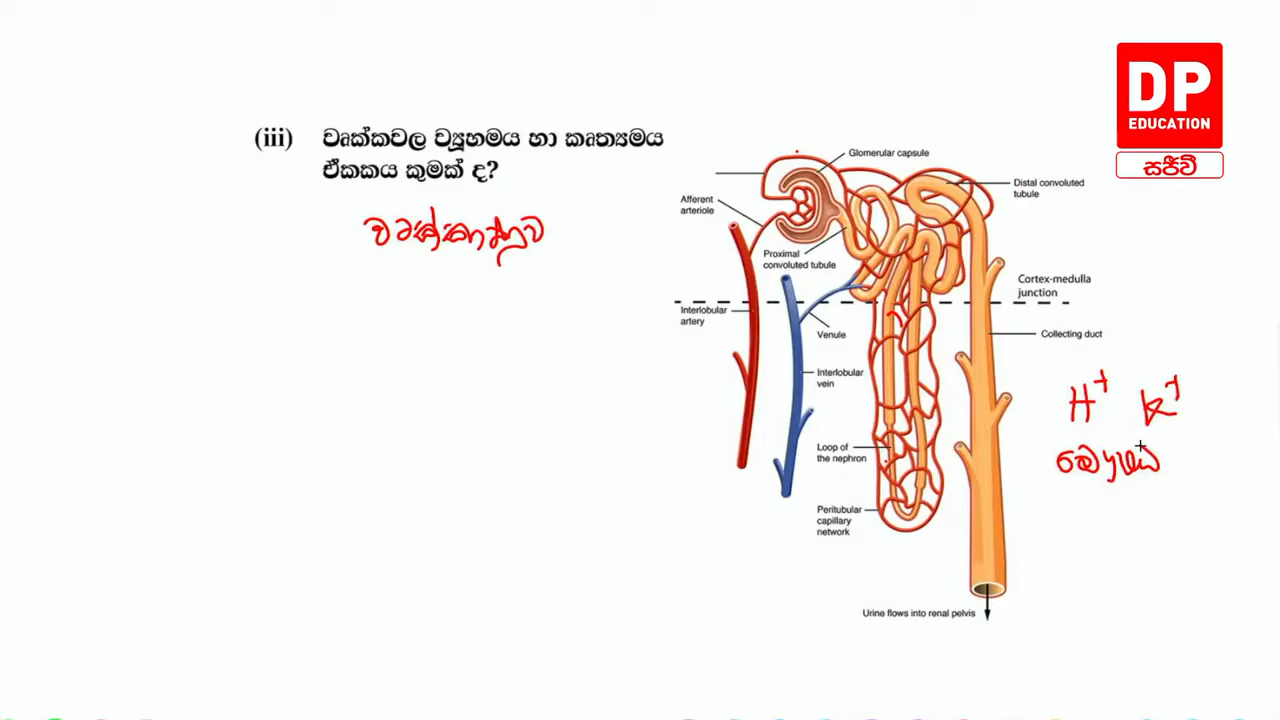 DP
EDUCATION
සජීවී
(iii) වෘක්කවල ව්‍යූහමය හා කෘත්‍යමය
ඒකකය කුමක් ද?
වෘක්කාණුව
Glomerular capsule
Afferent
arteriole
Distal convoluted
tubule
Proximal
convoluted tubule
Cortex-medulla
junction
Interlobular
artery
Venule
Collecting duct
Interlobular
vein
H+ K+
Loop of
the nephron
Peritubular
capillary
network
Urine flows into renal pelvis